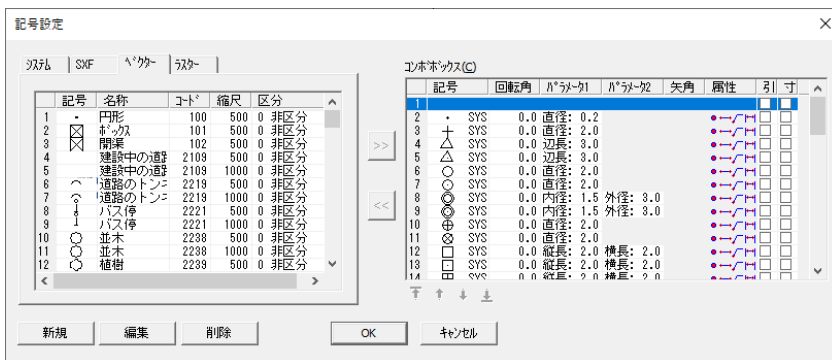 記号設定
システム SXF ベクター ラスター
記号 名称 コード 縮尺 区分
1 円形 100 500 0 非区分
2 ボックス 101 500 0 非区分
3 開渠 102 500 0 非区分
4 建設中の道路 2109 500 0 非区分
5 建設中の道路 2109 1000 0 非区分
6 道路のトンネ 2219 500 0 非区分
7 道路のトンネ 2219 1000 0 非区分
8 バス停 2221 500 0 非区分
9 バス停 2221 1000 0 非区分
10 並木 2238 500 0 非区分
11 並木 2238 1000 0 非区分
12 植樹 2239 500 0 非区分
>>
<<
コンボボックス(C)
記号 回転角 パラメータ1 パラメータ2 矢角 属性 引 寸
1
2 SYS 0.0 直径: 0.2
3 SYS 0.0 直径: 2.0
4 SYS 0.0 辺長: 3.0
5 SYS 0.0 辺長: 3.0
6 SYS 0.0 直径: 2.0
7 SYS 0.0 直径: 2.0
8 SYS 0.0 内径: 1.5 外径: 3.0
9 SYS 0.0 内径: 1.5 外径: 3.0
10 SYS 0.0 直径: 2.0
11 SYS 0.0 直径: 2.0
12 SYS 0.0 縦長: 2.0 横長: 2.0
13 SYS 0.0 縦長: 2.0 横長: 2.0
14 SYS 0.0 縦長: 2.0 横長: 2.0
新規 編集 削除 OK キャンセル